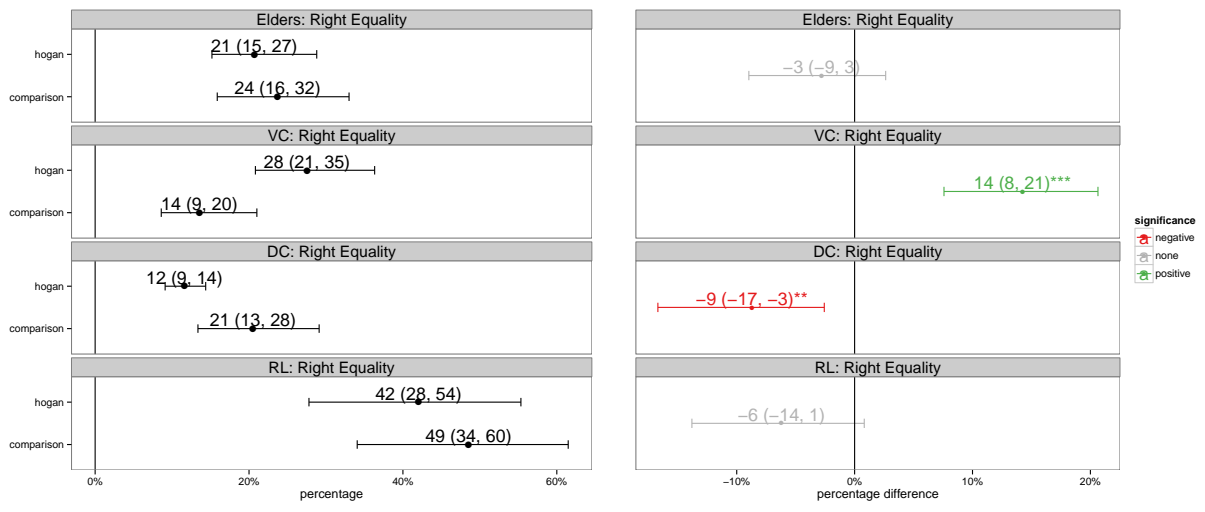 Elders: Right Equality
hogan
21 (15, 27)
comparison
24 (16, 32)
VC: Right Equality
hogan
28 (21, 35)
comparison
14 (9, 20)
DC: Right Equality
hogan
12 (9, 14)
comparison
21 (13, 28)
RL: Right Equality
hogan
42 (28, 54)
comparison
49 (34, 60)
0%
20%
40%
60%
percentage
Elders: Right Equality
−3 (−9, 3)
VC: Right Equality
14 (8, 21)***
DC: Right Equality
−9 (−17, −3)**
RL: Right Equality
−6 (−14, 1)
−10%
0%
10%
20%
percentage difference
significance
a negative
a none
a positive